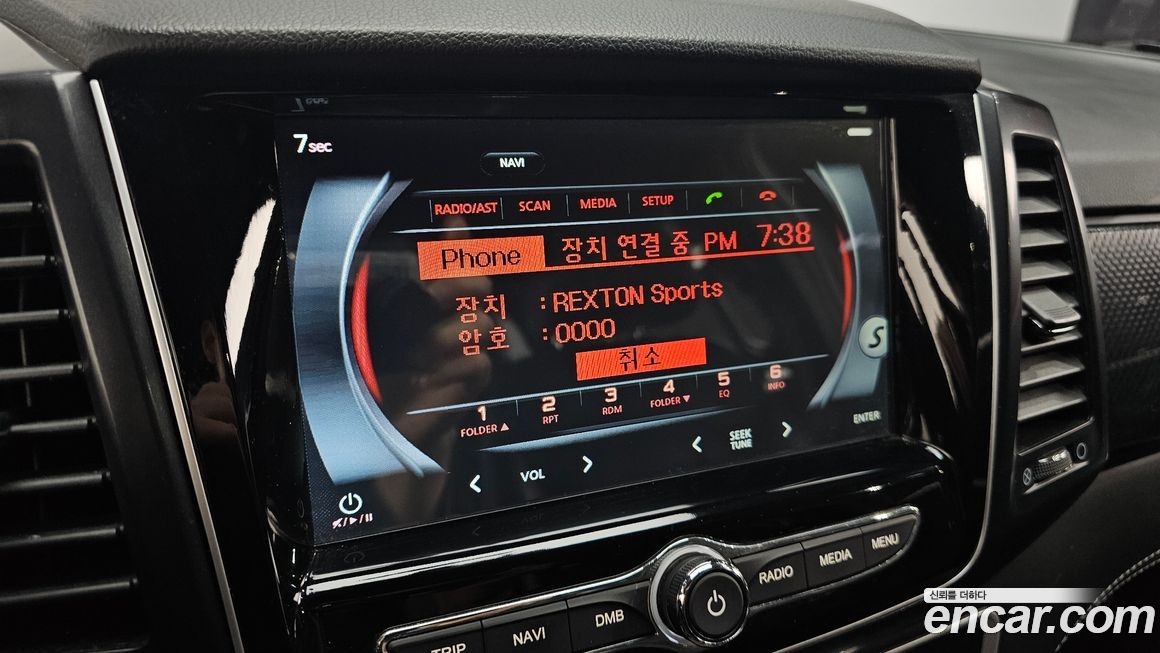 7 sec
NAVI
RADIO/AST SCAN MEDIA SETUP
Phone 장치 연결 중 PM 7:38
장치 : REXTON Sports
암호 : 0000
취소
1 2 3 4 5 6
FOLDER ▲ RPT RDM FOLDER ▼ EQ INFO
< VOL > < SEEK TUNE > ENTER
TRIP NAVI DMB RADIO MEDIA MENU
신뢰를 더하다
encar.com